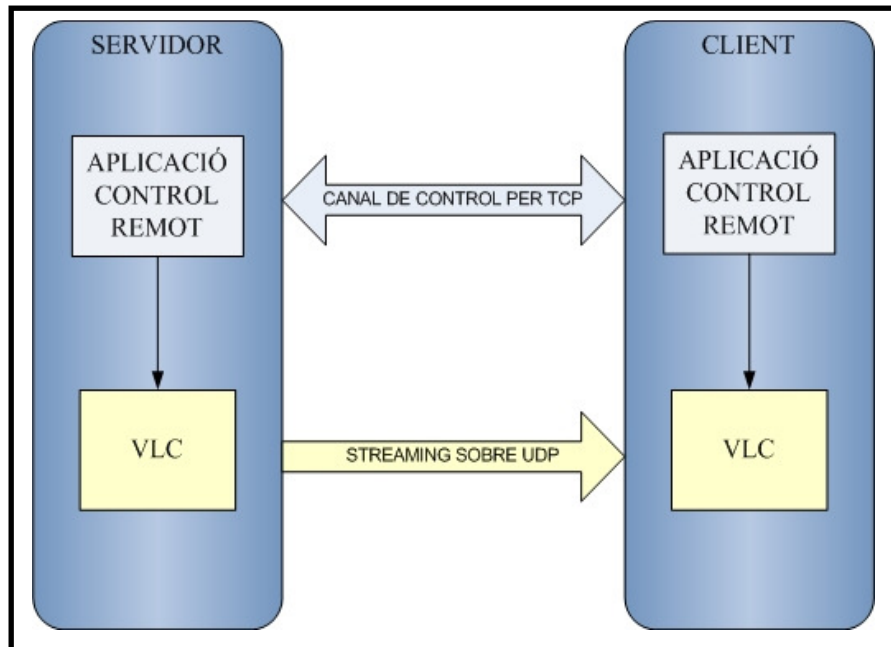 SERVIDOR
APLICACIÓ
CONTROL
REMOT
VLC
CANAL DE CONTROL PER TCP
STREAMING SOBRE UDP
CLIENT
APLICACIÓ
CONTROL
REMOT
VLC